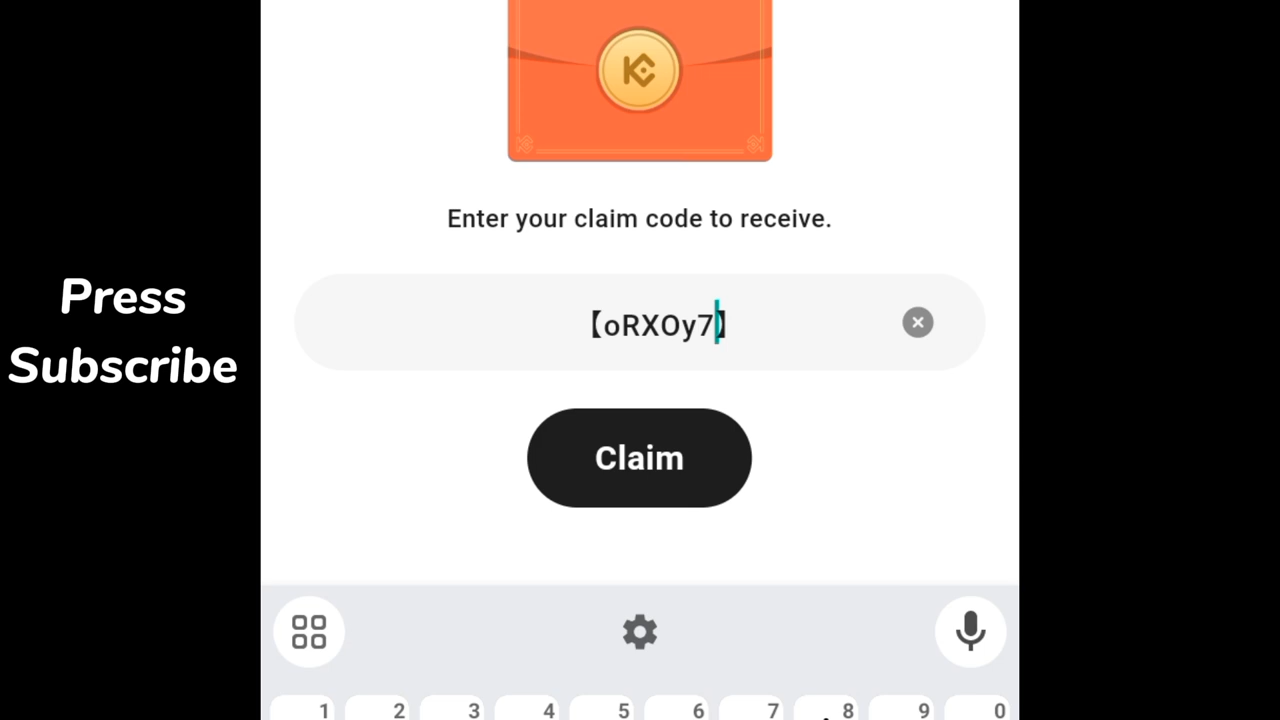 Enter your claim code to receive.
Press
【oRXOy7】
Subscribe
Claim
1 2 3 4 5 6 7 8 9 0